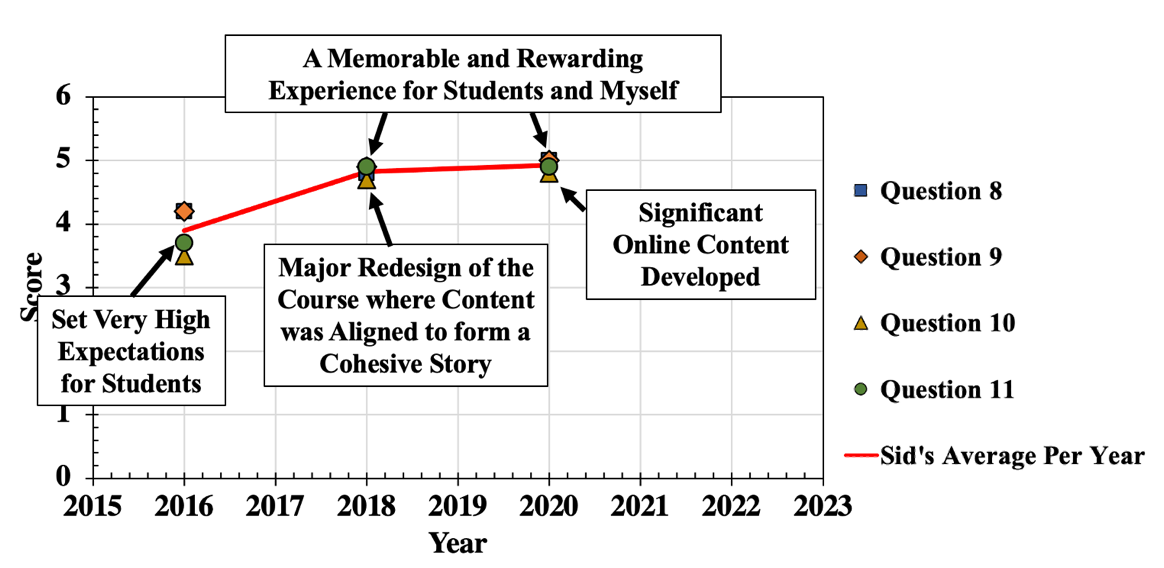 A Memorable and Rewarding
Experience for Students and Myself
6
5
4
3
1
0
Score
Set Very High
Expectations
for Students
Major Redesign of the
Course where Content
was Aligned to form a
Cohesive Story
Significant
Online Content
Developed
2015 2016 2017 2018 2019 2020 2021 2022 2023
Year
Question 8
Question 9
Question 10
Question 11
Sid's Average Per Year